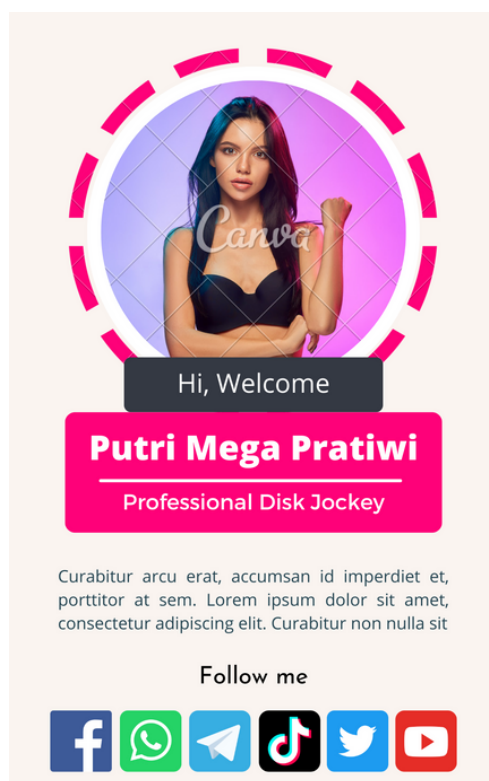 Canva
Hi, Welcome
Putri Mega Pratiwi
Professional Disk Jockey
Curabitur arcu erat, accumsan id imperdiet et,
porttitor at sem. Lorem ipsum dolor sit amet,
consectetur adipiscing elit. Curabitur non nulla sit
Follow me